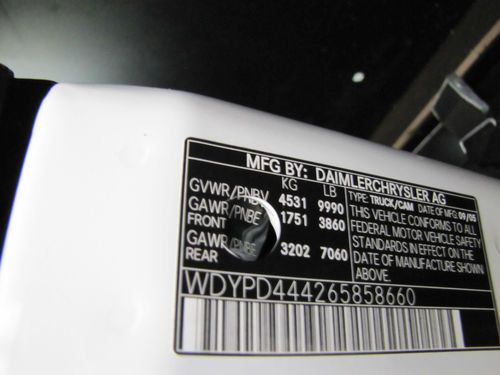 MFG BY: DAIMLERCHRYSLER AG
KG LB
GVWR/PNBV 4531 9990
GAWR/PNBE FRONT 1751 3860
GAWR/PNBE REAR 3202 7060
TYPE: TRUCK/CAM DATE OF MFG: 09/05
THIS VEHICLE CONFORMS TO ALL
FEDERAL MOTOR VEHICLE SAFETY
STANDARDS IN EFFECT ON THE
DATE OF MANUFACTURE SHOWN
ABOVE.
WDYPD444265858660